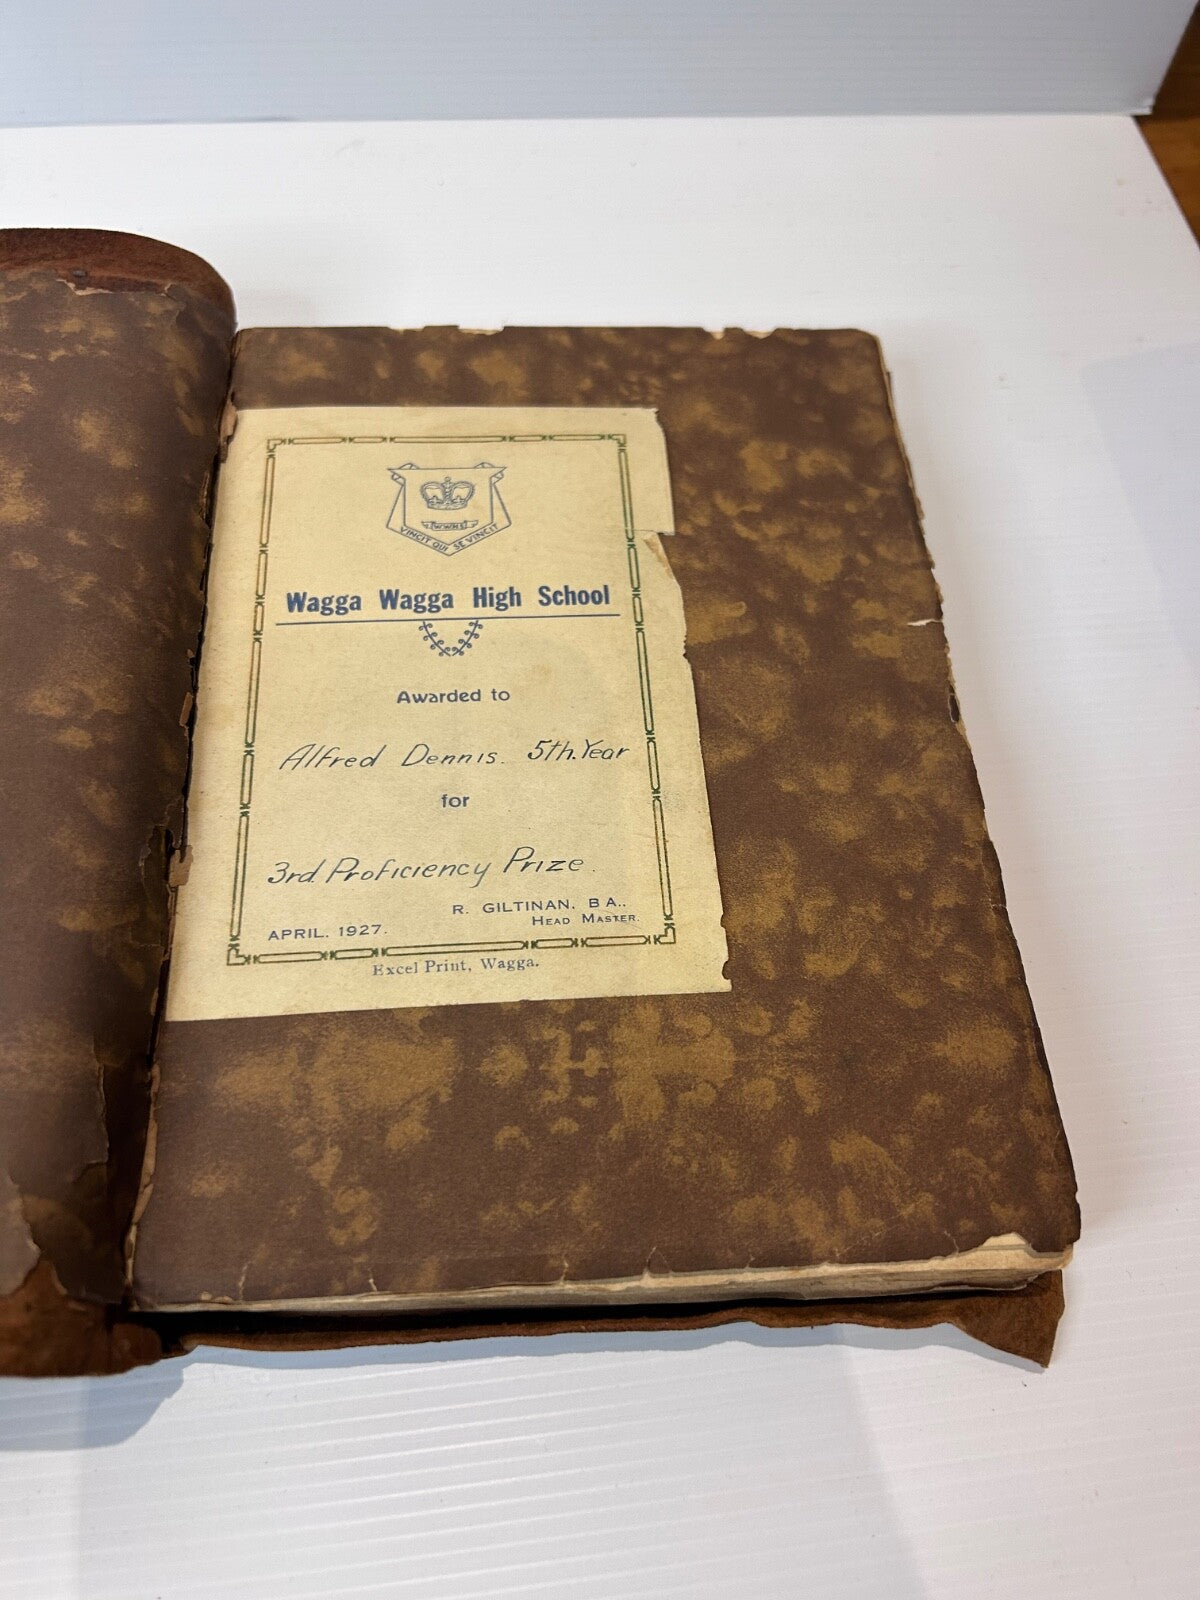 WWHS
VINCIT QUI SE VINCIT
Wagga Wagga High School
Awarded to
Alfred Dennis. 5th. Year
for
3rd. Proficiency Prize.
R. GILTINAN, B A..
HEAD MASTER.
APRIL. 1927.
Excel Print, Wagga.